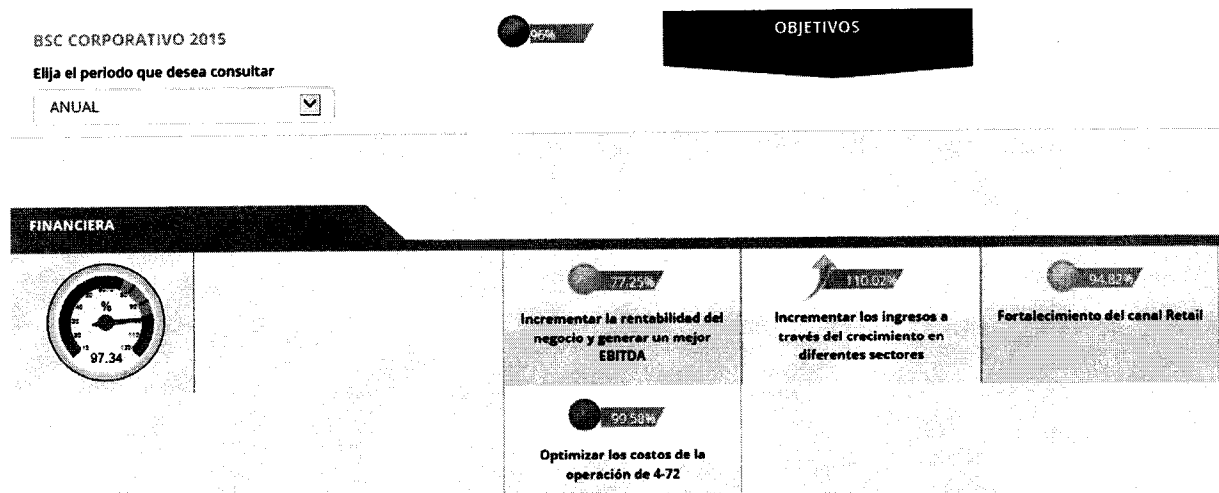 BSC CORPORATIVO 2015
96%
OBJETIVOS
Elija el periodo que desea consultar
ANUAL
FINANCIERA
%
97.34
77.25%
Incrementar la rentabilidad del
negocio y generar un mejor
EBITDA
110.02%
Incrementar los ingresos a
través del crecimiento en
diferentes sectores
94.82%
Fortalecimiento del canal Retail
99.58%
Optimizar los costos de la
operación de 4-72